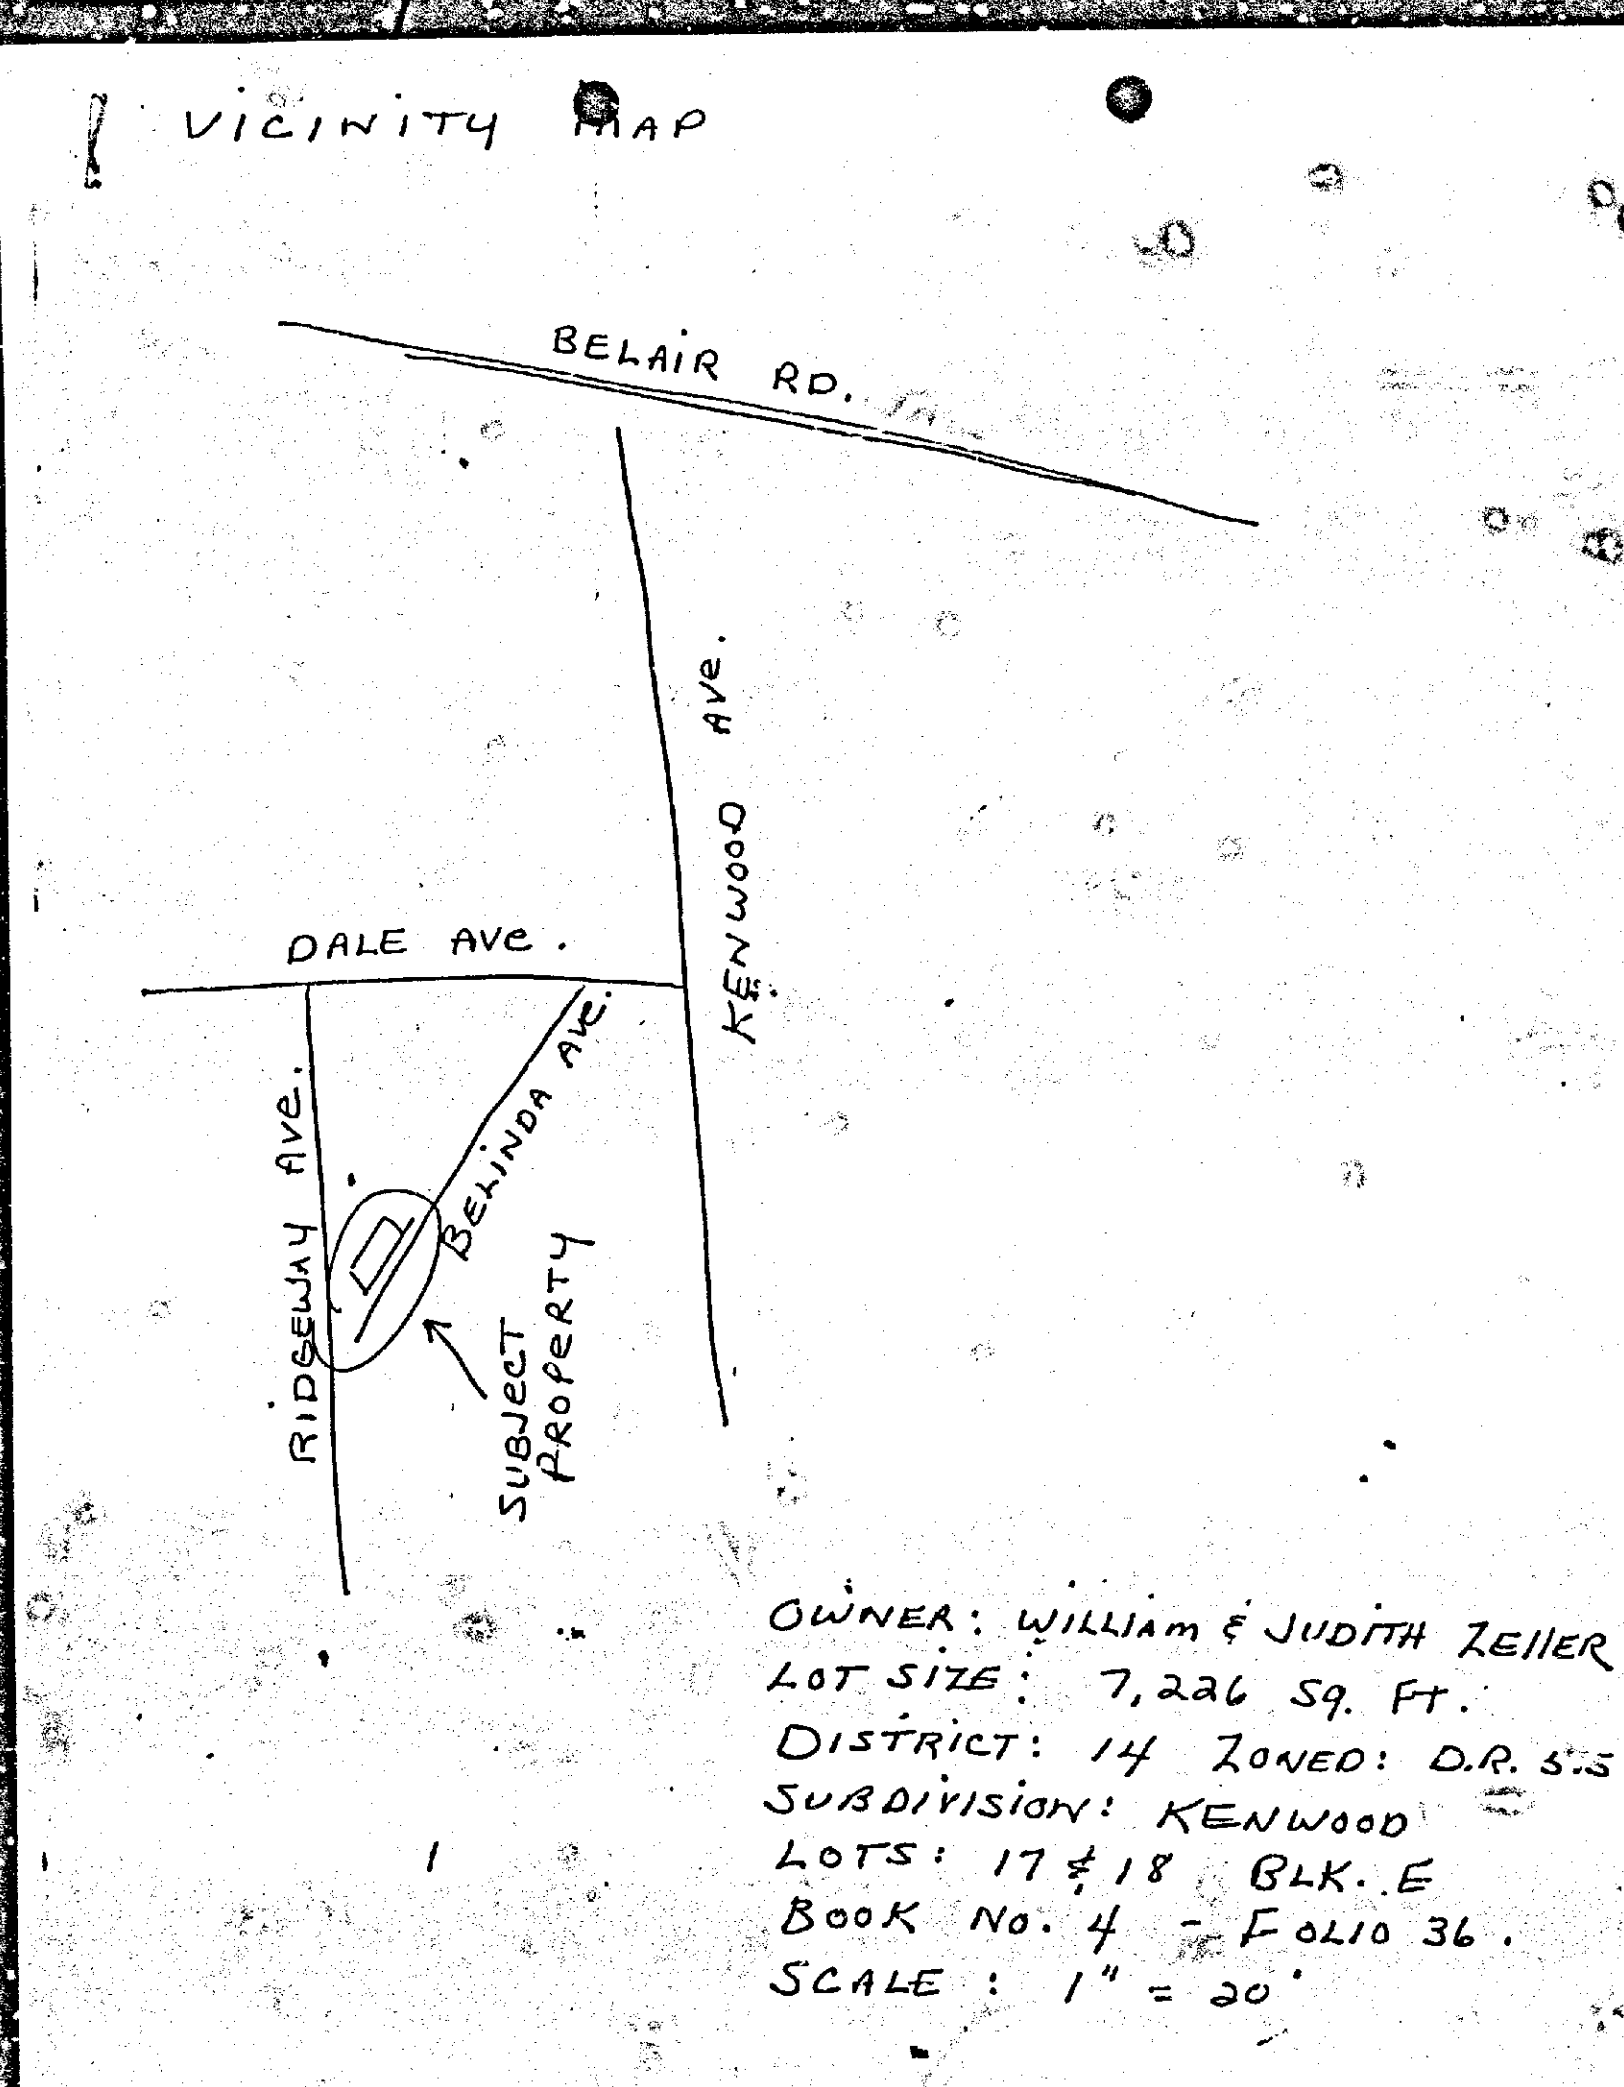 VICINITY MAP
BELAIR RD.
KENWOOD AVE.
DALE AVE.
RIDGEWAY AVE.
BELINDA AVE.
SUBJECT
PROPERTY
OWNER: WILLIAM & JUDITH ZELLER
LOT SIZE: 7,226 SQ. FT.
DISTRICT: 14 ZONED: D.R. 5.5
SUBDIVISION: KENWOOD
LOTS: 17 & 18 BLK. E
BOOK NO. 4 - FOLIO 36.
SCALE: 1" = 20'